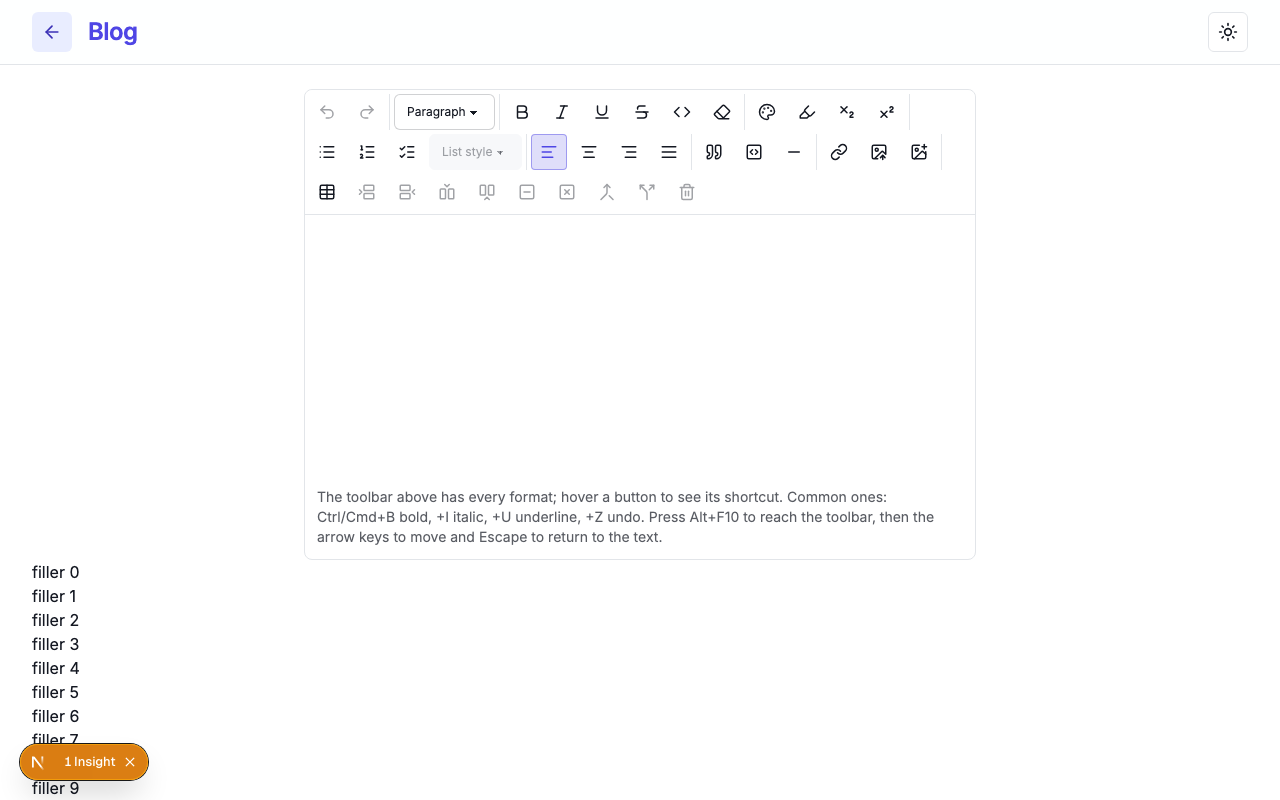 Blog
Paragraph
List style
The toolbar above has every format; hover a button to see its shortcut. Common ones:
Ctrl/Cmd+B bold, +I italic, +U underline, +Z undo. Press Alt+F10 to reach the toolbar, then the
arrow keys to move and Escape to return to the text.
filler 0
filler 1
filler 2
filler 3
filler 4
filler 5
filler 6
filler 7
1 Insight
filler 9